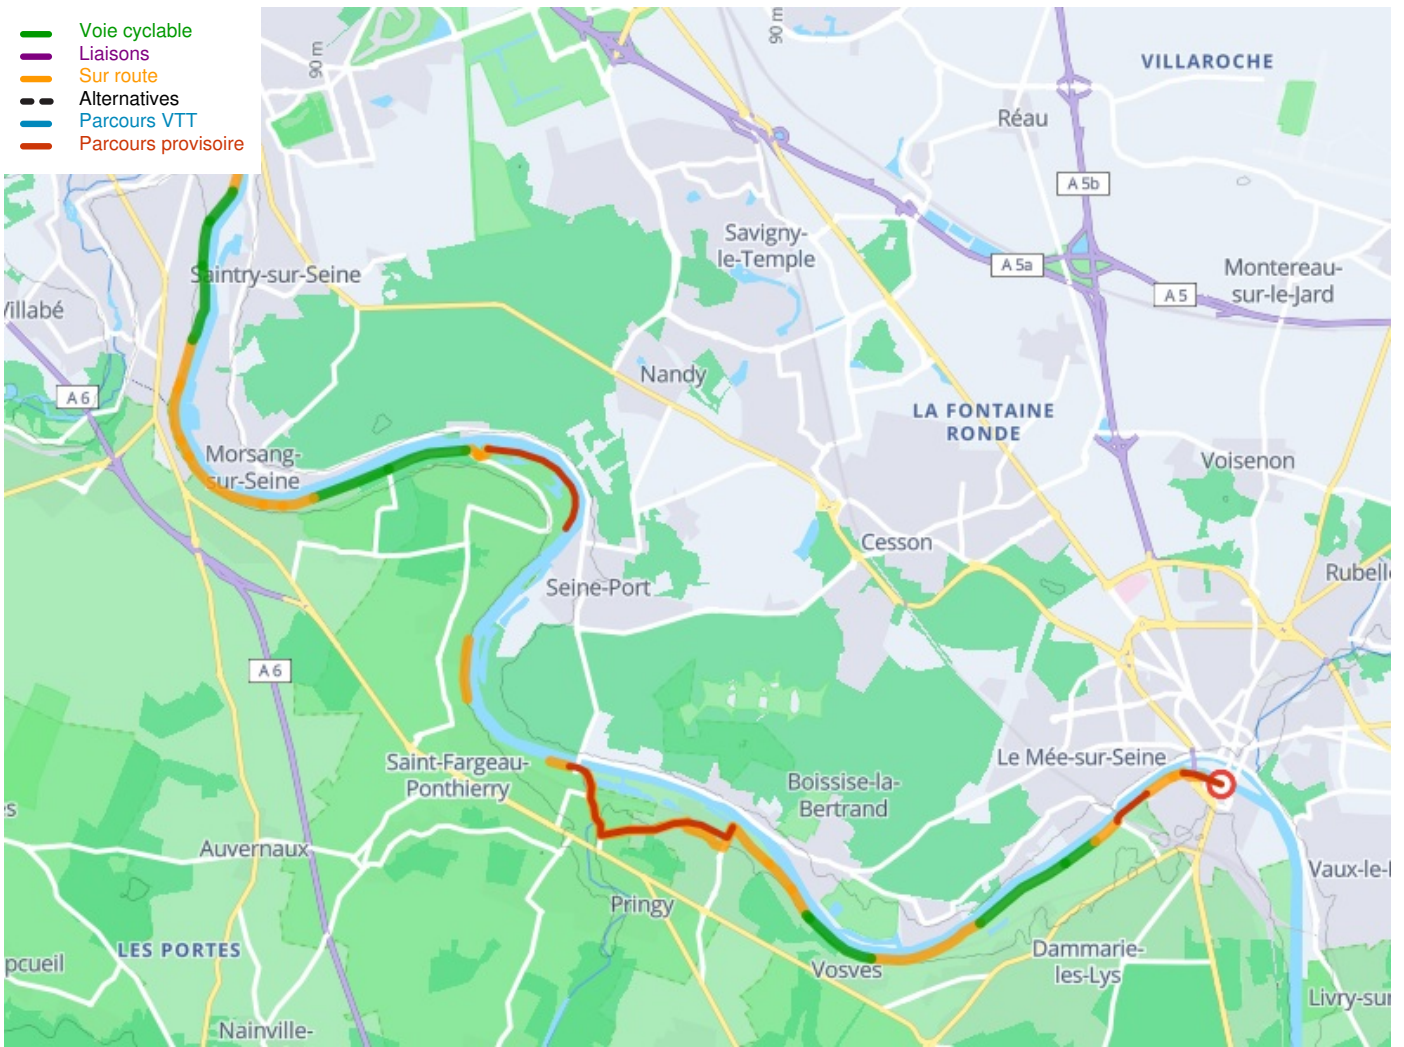 Voie cyclable
Liaisons
Sur route
Alternatives
Parcours VTT
Parcours provisoire
90 m
90 m
VILLAROCHE
Réau
A 5b
Savigny-
le-Temple
A 5a
Montereau-
sur-le-Jard
A 5
Saintry-sur-Seine
Villabé
A 6
Nandy
LA FONTAINE
RONDE
Morsang-
sur-Seine
Voisenon
Cesson
Rubelle
Seine-Port
A 6
Le Mée-sur-Seine
Saint-Fargeau-
Ponthierry
Boissise-la-
Bertrand
es
Auvernaux
Vaux-le-
Pringy
LES PORTES
Dammarie-
les-Lys
pcueil
Vosves
Livry-sur
Nainville-